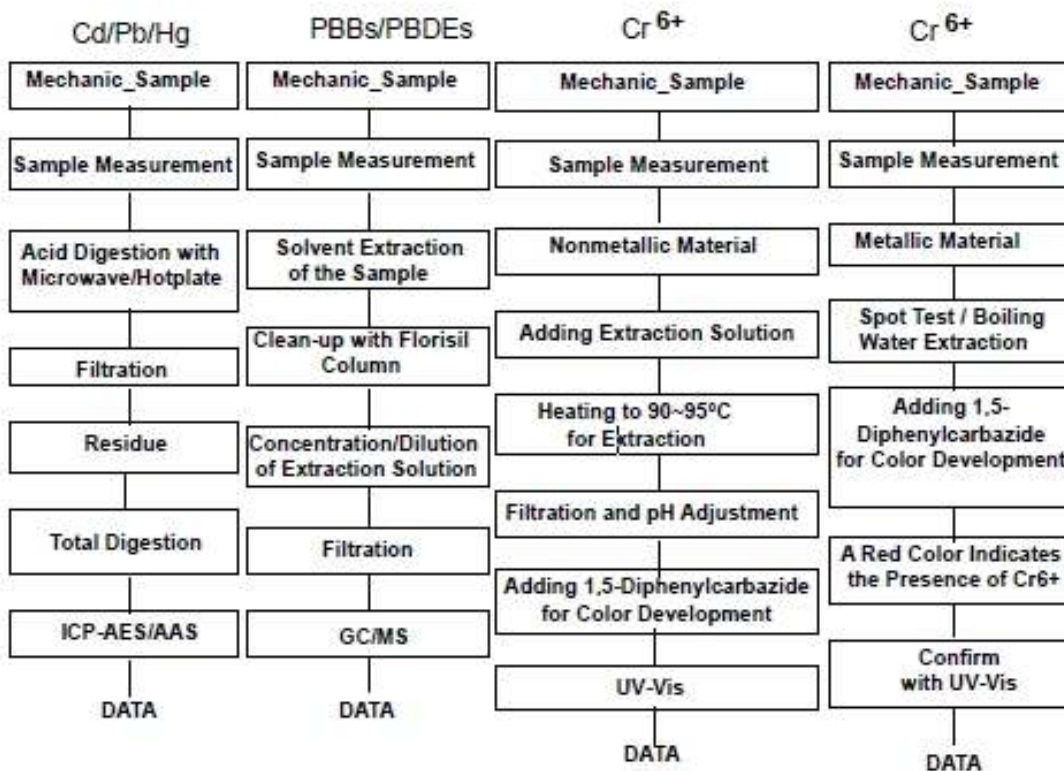 Cd/Pb/Hg
Mechanic_Sample
Sample Measurement
Acid Digestion with
Microwave/Hotplate
Filtration
Residue
Total Digestion
ICP-AES/AAS
DATA
PBBs/PBDEs
Mechanic_Sample
Sample Measurement
Solvent Extraction
of the Sample
Clean-up with Florisil
Column
Concentration/Dilution
of Extraction Solution
Filtration
GC/MS
DATA
Cr 6+
Mechanic_Sample
Sample Measurement
Nonmetallic Material
Adding Extraction Solution
Heating to 90~95ºC
for Extraction
Filtration and pH Adjustment
Adding 1,5-Diphenylcarbazide
for Color Development
UV-Vis
DATA
Cr 6+
Mechanic_Sample
Sample Measurement
Metallic Material
Spot Test / Boiling
Water Extraction
Adding 1,5-
Diphenylcarbazide
for Color Development
A Red Color Indicates
the Presence of Cr6+
Confirm
with UV-Vis
DATA